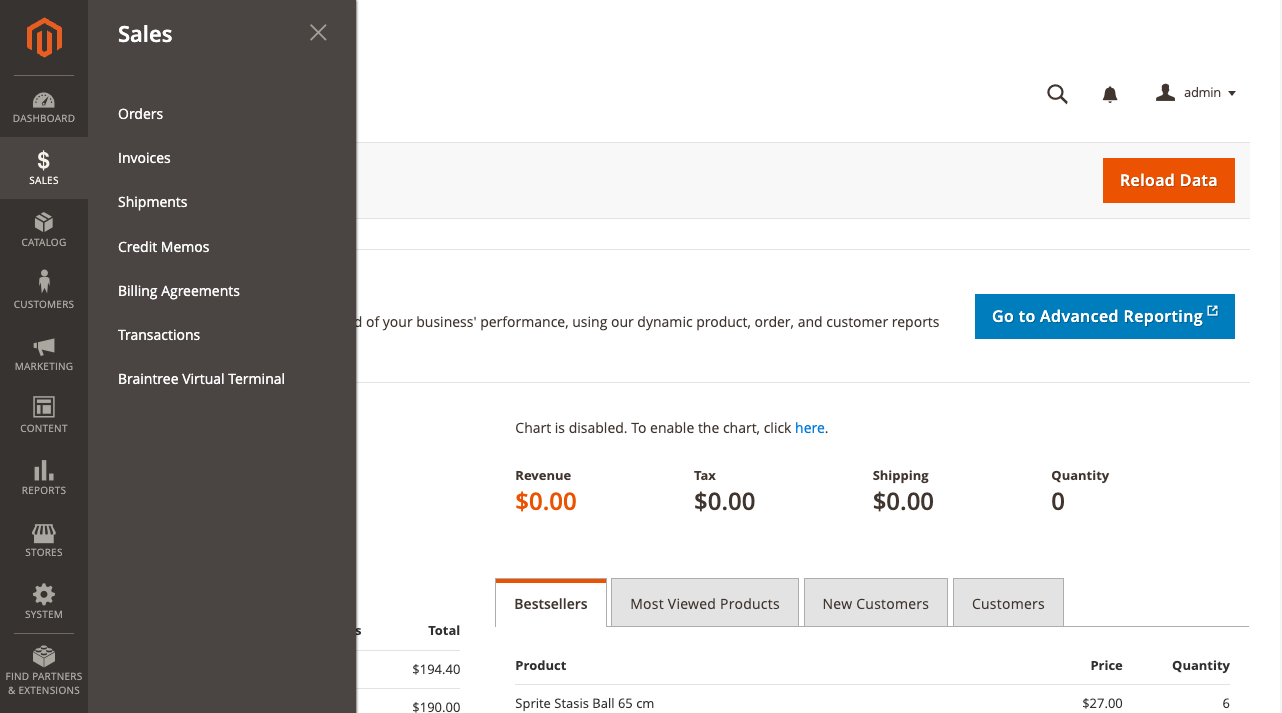 Sales
Orders
Invoices
Shipments
Credit Memos
Billing Agreements
Transactions
Braintree Virtual Terminal
DASHBOARD
SALES
CATALOG
CUSTOMERS
MARKETING
CONTENT
REPORTS
STORES
SYSTEM
FIND PARTNERS
& EXTENSIONS
admin
Reload Data
d of your business' performance, using our dynamic product, order, and customer reports
Go to Advanced Reporting
Chart is disabled. To enable the chart, click here.
Revenue Tax Shipping Quantity
$0.00 $0.00 $0.00 0
s Total
$194.40
$190.00
Bestsellers Most Viewed Products New Customers Customers
Product Price Quantity
Sprite Stasis Ball 65 cm $27.00 6